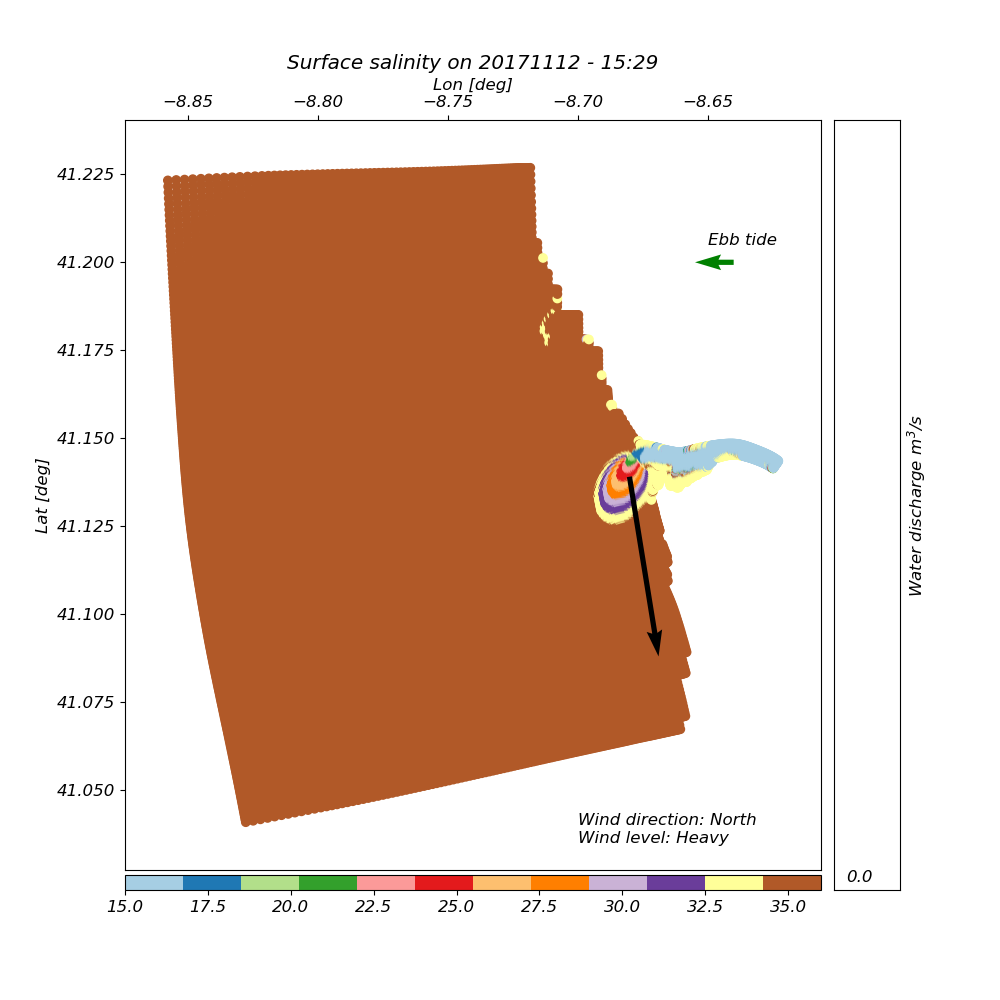 Surface salinity on 20171112 - 15:29
Lon [deg]
−8.85 −8.80 −8.75 −8.70 −8.65
41.225
Ebb tide
41.200
41.175
41.150
41.125
41.100
41.075
41.050
Lat [deg]
Water discharge m³/s
Wind direction: North
Wind level: Heavy
0.0
15.0 17.5 20.0 22.5 25.0 27.5 30.0 32.5 35.0